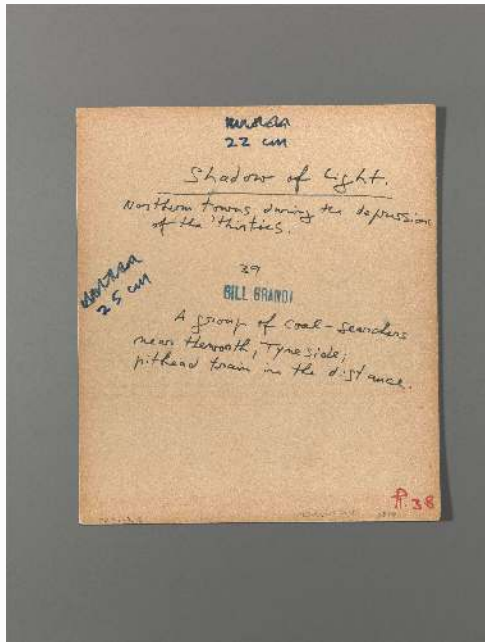 22 cm
Shadow of Light.
Northern towns during the depression
of the 'thirties.
25 cm
39
BILL BRANDT
A group of coal-searchers
near Heworth, Tyneside;
pithead train in the distance.
38